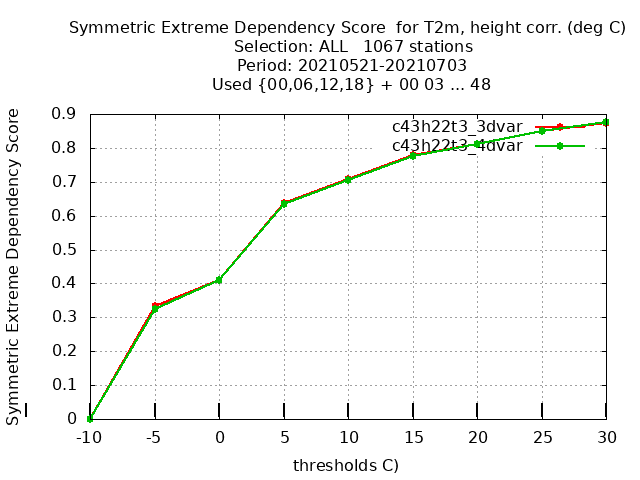 Symmetric Extreme Dependency Score  for T2m, height corr. (deg C)
Selection: ALL   1067 stations
Period: 20210521-20210703
Used {00,06,12,18} + 00 03 ... 48
Symmetric Extreme Dependency Score
0.9
0.8
0.7
0.6
0.5
0.4
0.3
0.2
0.1
0
c43h22t3_3dvar
c43h22t3_4dvar
-10 -5 0 5 10 15 20 25 30
thresholds C)